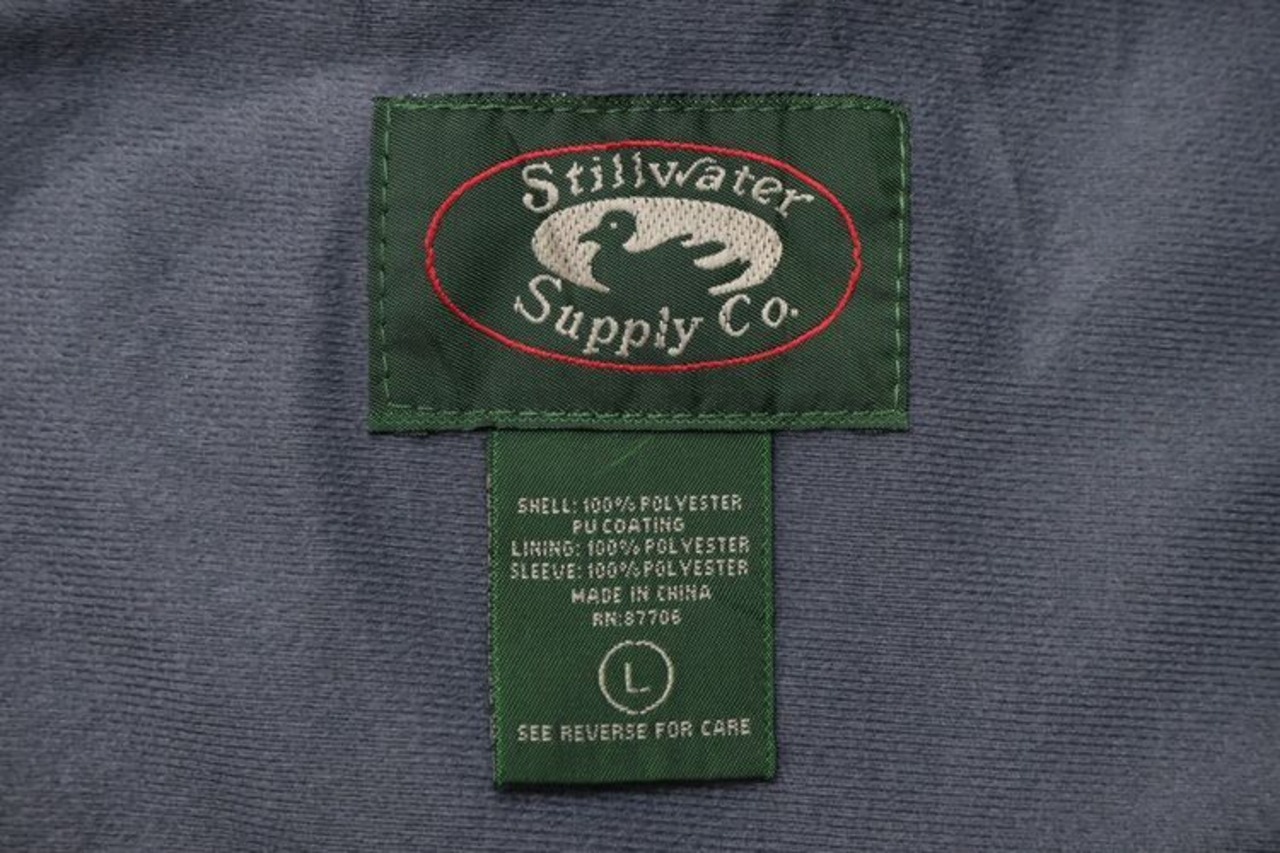 Stillwater
Supply Co.
SHELL: 100% POLYESTER
PU COATING
LINING: 100% POLYESTER
SLEEVE: 100% POLYESTER
MADE IN CHINA
RN:87706
L
SEE REVERSE FOR CARE